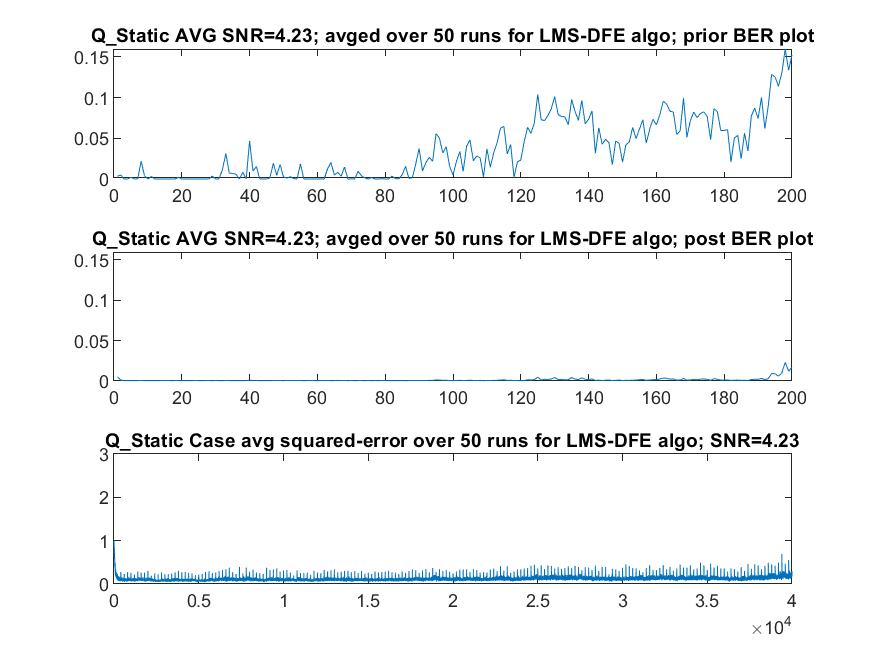 Q_Static AVG SNR=4.23; avged over 50 runs for LMS-DFE algo; prior BER plot
0.15
0.1
0.05
0
0 20 40 60 80 100 120 140 160 180 200
Q_Static AVG SNR=4.23; avged over 50 runs for LMS-DFE algo; post BER plot
0.15
0.1
0.05
0
0 20 40 60 80 100 120 140 160 180 200
Q_Static Case avg squared-error over 50 runs for LMS-DFE algo; SNR=4.23
3
2
1
0
0 0.5 1 1.5 2 2.5 3 3.5 4
×10⁴